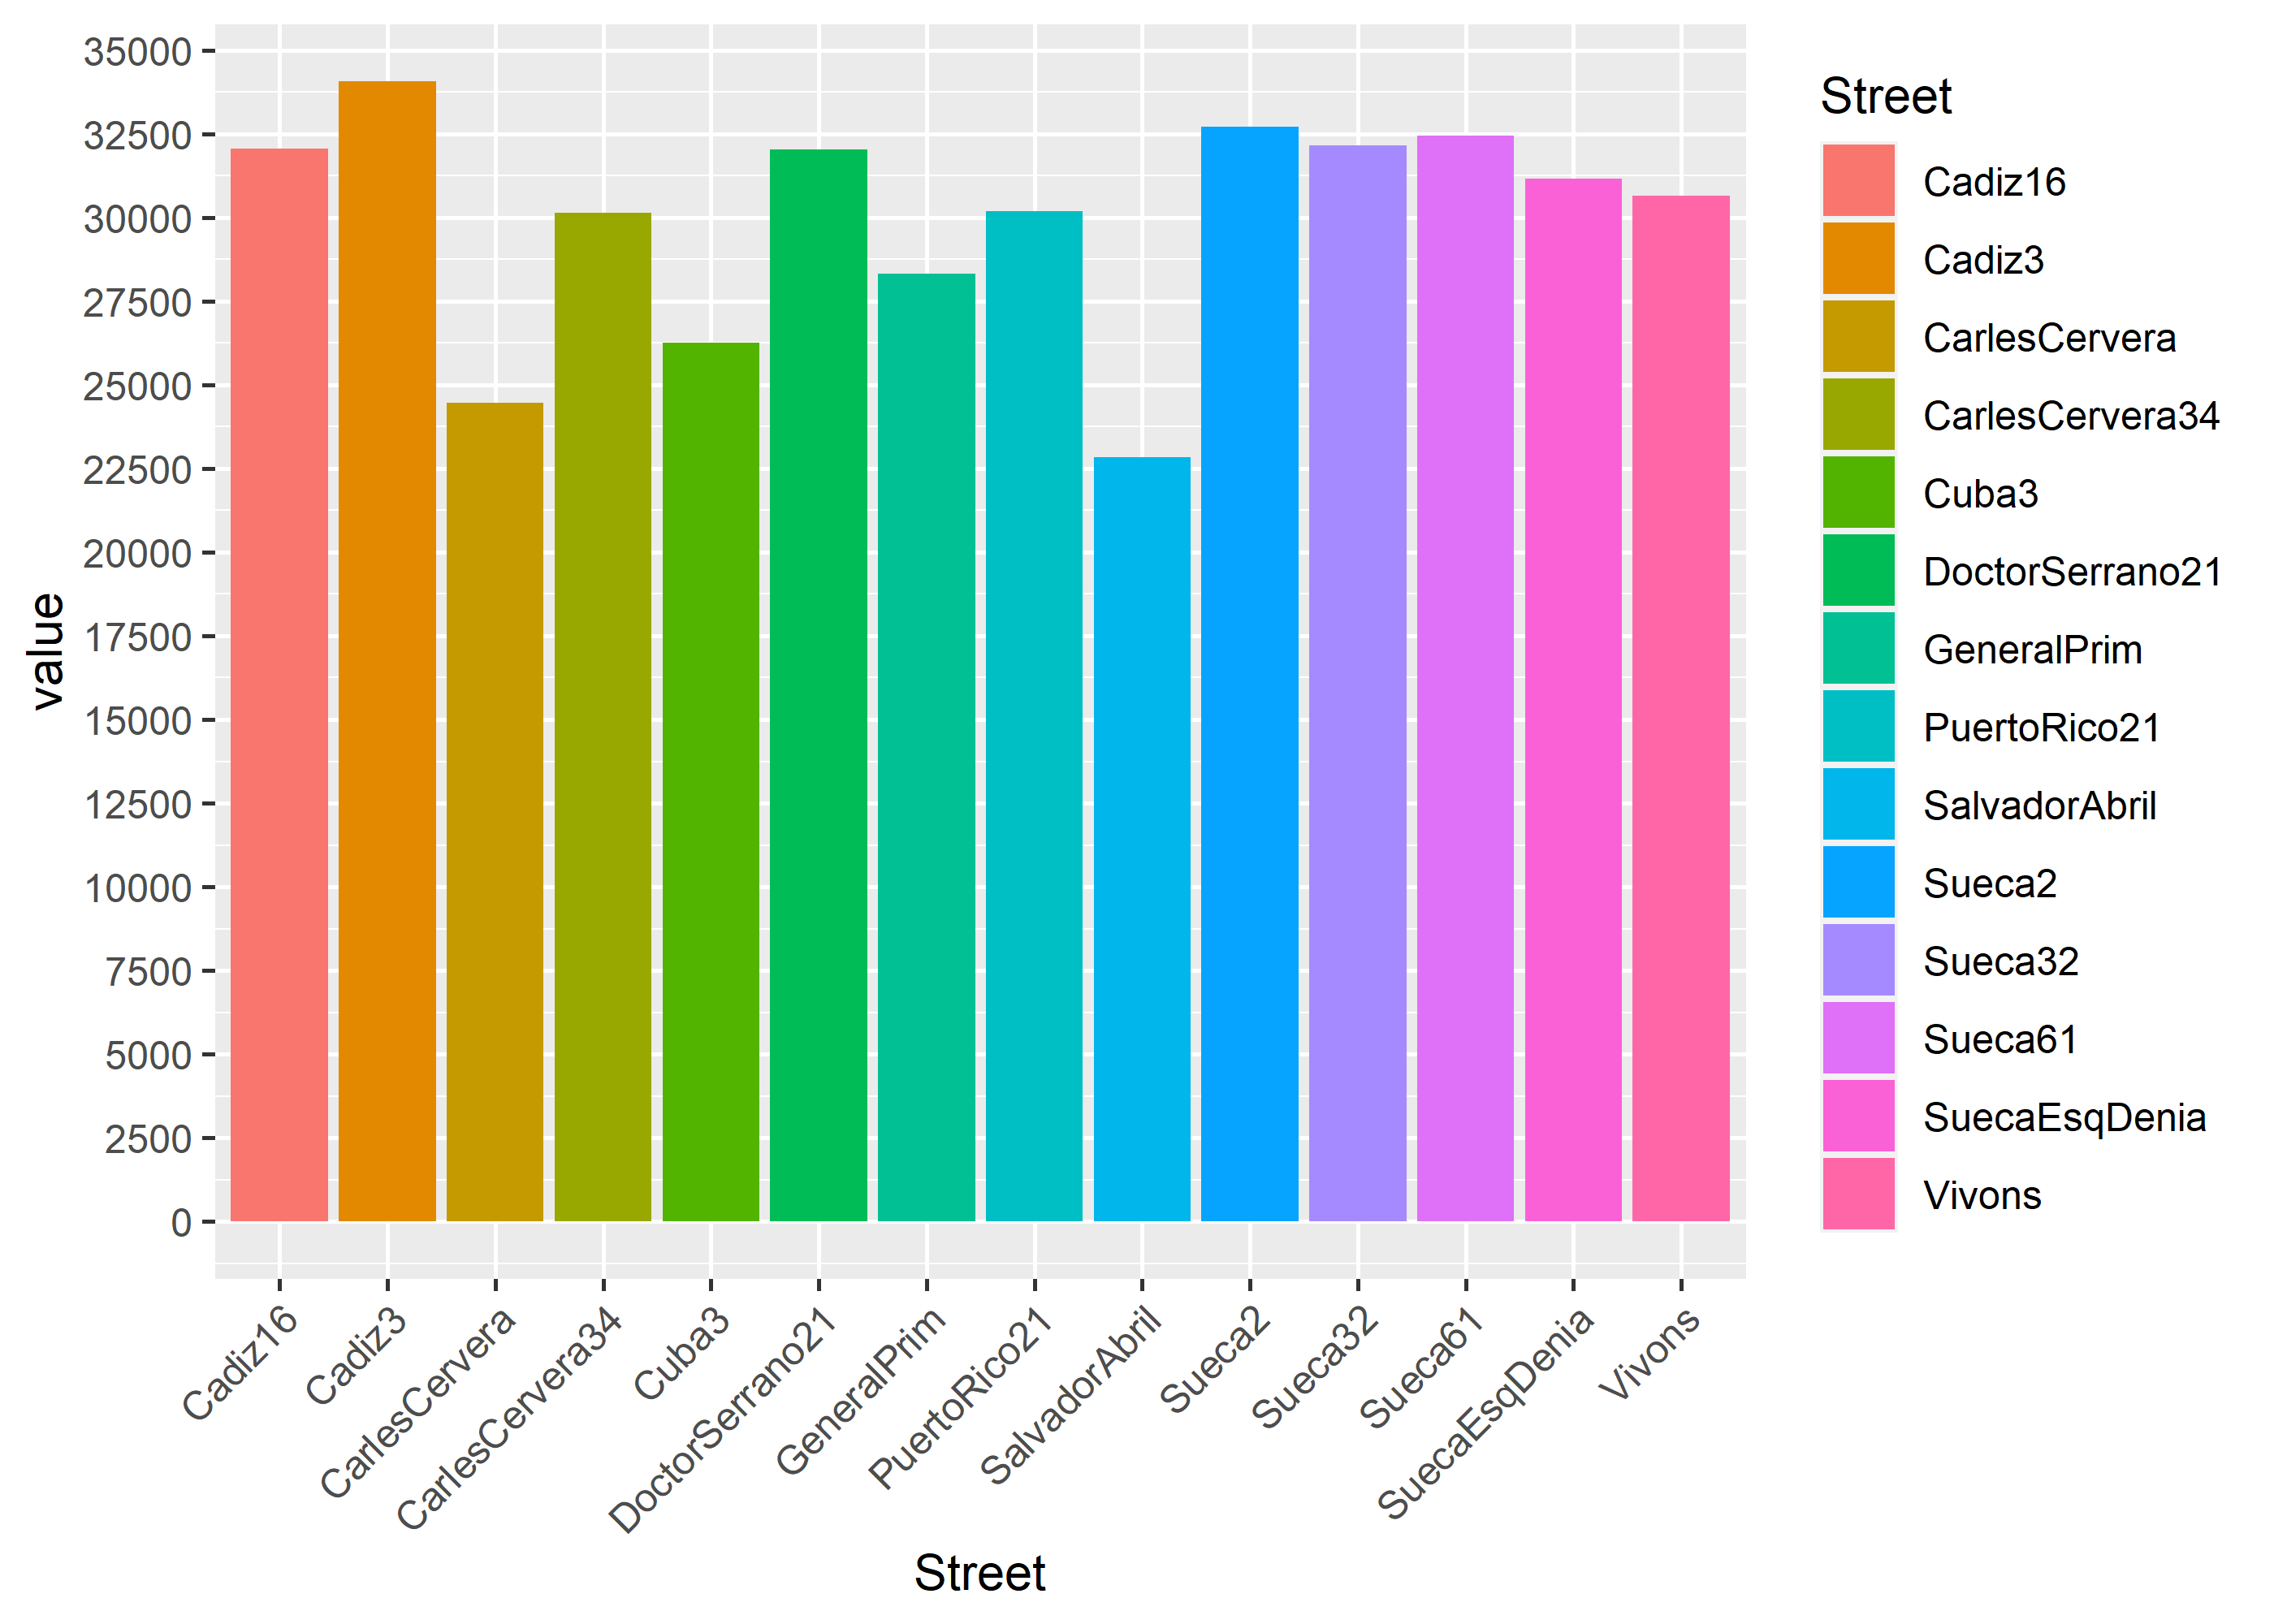 35000
32500
30000
27500
25000
22500
20000
17500
15000
12500
10000
7500
5000
2500
0
value
Cadiz16
Cadiz3
CarlesCervera
CarlesCervera34
Cuba3
DoctorSerrano21
GeneralPrim
PuertoRico21
SalvadorAbril
Sueca2
Sueca32
Sueca61
SuecaEsqDenia
Vivons
Street
Street
Cadiz16
Cadiz3
CarlesCervera
CarlesCervera34
Cuba3
DoctorSerrano21
GeneralPrim
PuertoRico21
SalvadorAbril
Sueca2
Sueca32
Sueca61
SuecaEsqDenia
Vivons